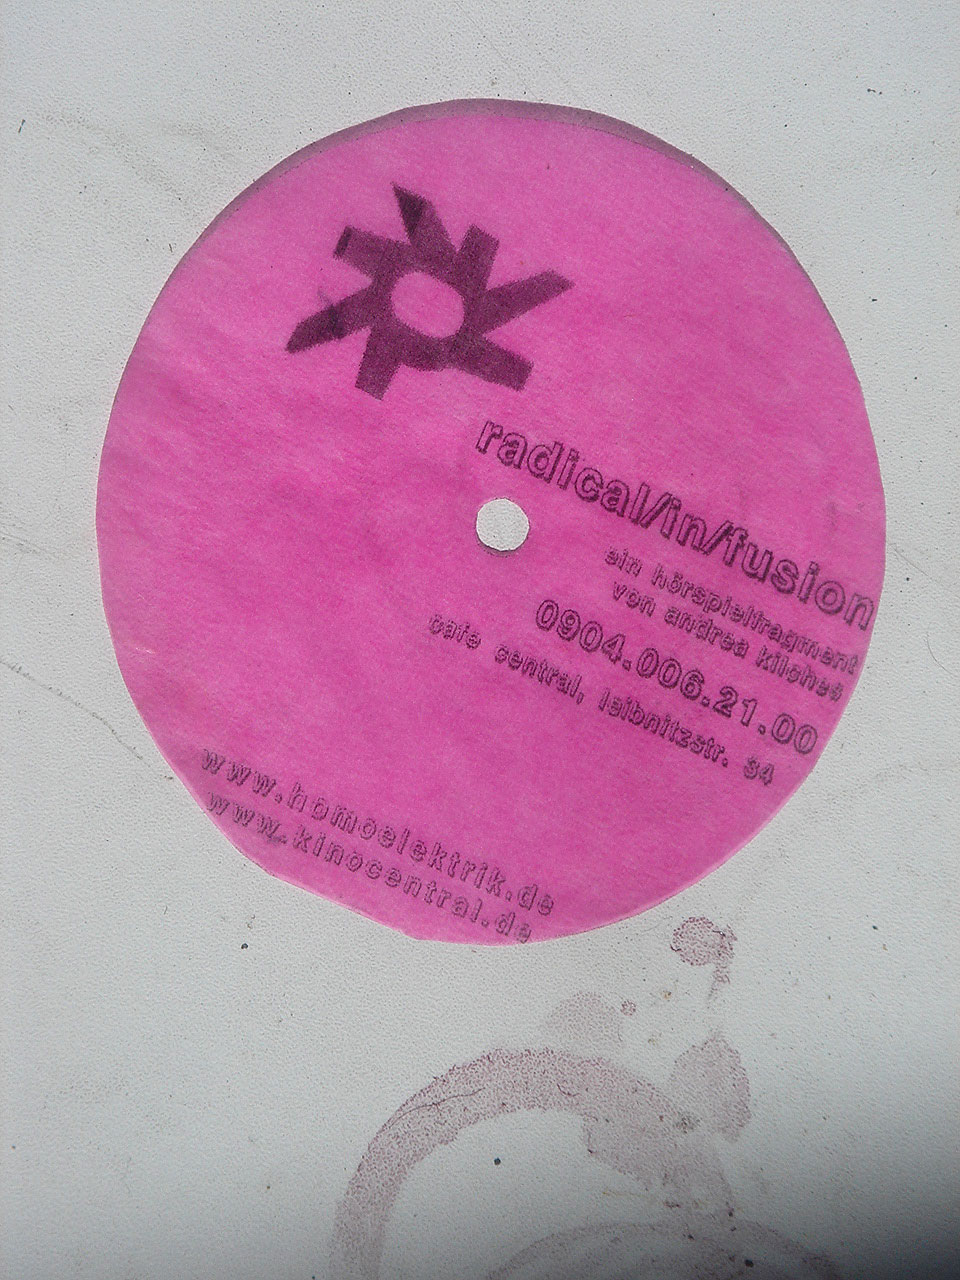 radical/in/fusion
ein hörspielfragment
von andrea kilches
0904.006.21.00
cafe central, leibnitzstr. 34
www.homoelektrik.de
www.kinocentral.de